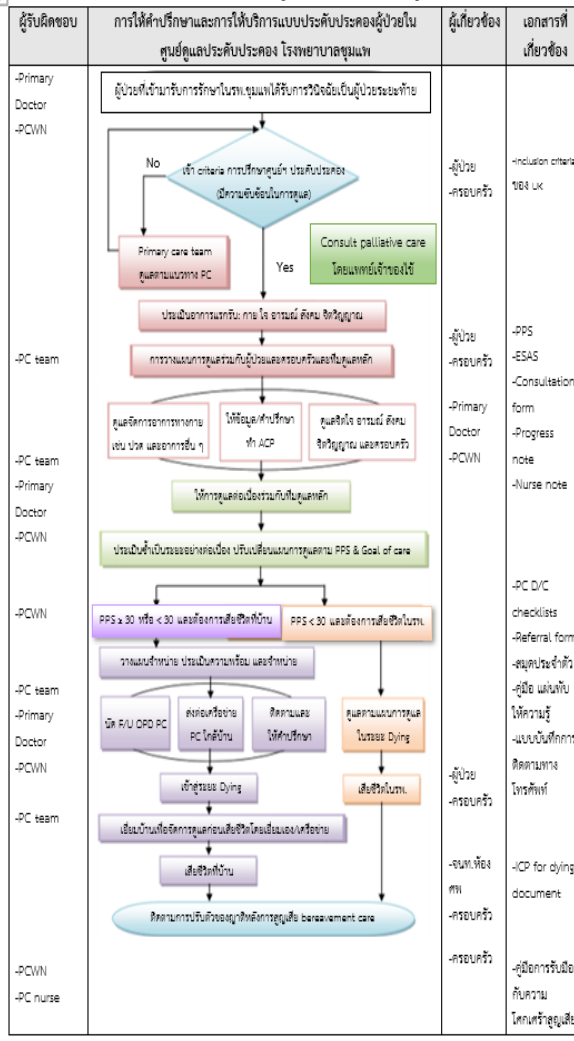 ผู้รับผิดชอบ
การให้คำปรึกษาและการให้บริการแบบประคับประคองผู้ป่วยใน
ศูนย์ดูแลประคับประคอง โรงพยาบาลชุมแพ
ผู้เกี่ยวข้อง
เอกสารที่
เกี่ยวข้อง
-Primary
Doctor
-PCWN
ผู้ป่วยที่เข้ามารับการรักษาในรพ.ชุมแพได้รับการวินิจฉัยเป็นผู้ป่วยระยะท้าย
No
เข้า criteria การปรึกษาศูนย์ฯ ประคับประคอง
(มีความซับซ้อนในการดูแล)
-ผู้ป่วย
-ครอบครัว
-Inclusion criteria
ของ UK
Primary care team
ดูแลตามแนวทาง PC
Yes
Consult palliative care
โดยแพทย์เจ้าของไข้
ประเมินอาการแรกรับ: กาย ใจ อารมณ์ สังคม จิตวิญญาณ
-PC team
การวางแผนการดูแลร่วมกับผู้ป่วยและครอบครัวและทีมดูแลหลัก
-ผู้ป่วย
-ครอบครัว
-Primary
Doctor
-PCWN
-PPS
-ESAS
-Consultation
form
-Progress
note
-Nurse note
ดูแลจัดการอาการทางกาย
เช่น ปวด และอาการอื่น ๆ
ให้ข้อมูล/คำปรึกษา
ทำ ACP
ดูแลจิตใจ อารมณ์ สังคม
จิตวิญญาณ และครอบครัว
-PC team
-Primary
Doctor
-PCWN
ให้การดูแลต่อเนื่องร่วมกับทีมดูแลหลัก
ประเมินซ้ำเป็นระยะอย่างต่อเนื่อง ปรับเปลี่ยนแผนการดูแลตาม PPS & Goal of care
-PCWN
PPS ≥ 30 หรือ < 30 และต้องการเสียชีวิตที่บ้าน
PPS < 30 และต้องการเสียชีวิตในรพ.
-PC D/C
checklists
-Referral form
-สมุดประจำตัว
-คู่มือ แผ่นพับ
ให้ความรู้
-แบบบันทึกการ
ติดตามทาง
โทรศัพท์
วางแผนจำหน่าย ประเมินความพร้อม และจำหน่าย
-PC team
-Primary
Doctor
-PCWN
นัด F/U OPD PC
ส่งต่อเครือข่าย
PC ใกล้บ้าน
ติดตามและ
ให้คำปรึกษา
ดูแลตามแผนการดูแล
ในระยะ Dying
เข้าสู่ระยะ Dying
เสียชีวิตในรพ.
-ผู้ป่วย
-ครอบครัว
-PC team
เยี่ยมบ้านเพื่อจัดการดูแลก่อนเสียชีวิตโดยเยี่ยมเอง/เครือข่าย
เสียชีวิตที่บ้าน
-จนท.ห้อง
ศพ
-ครอบครัว
-ICP for dying
document
ติดตามการปรับตัวของญาติหลังการสูญเสีย bereavement care
-PCWN
-PC nurse
-ครอบครัว
-คู่มือการรับมือ
กับความ
โศกเศร้าสูญเสีย